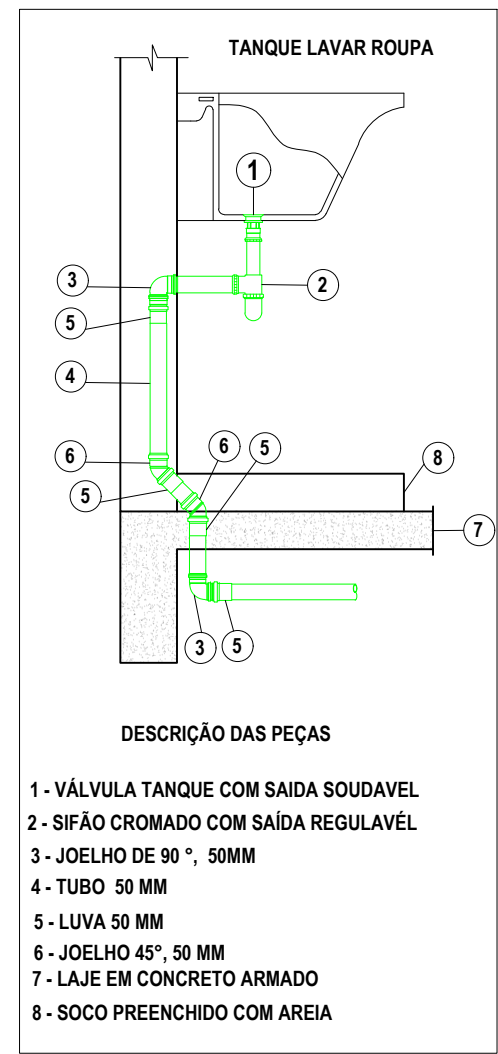 TANQUE LAVAR ROUPA
1
2
3
5
4
6
6
5
5
8
7
3
5
DESCRIÇÃO DAS PEÇAS
1 - VÁLVULA TANQUE COM SAIDA SOUDAVEL
2 - SIFÃO CROMADO COM SAÍDA REGULAVÉL
3 - JOELHO DE 90 °, 50MM
4 - TUBO 50 MM
5 - LUVA 50 MM
6 - JOELHO 45°, 50 MM
7 - LAJE EM CONCRETO ARMADO
8 - SOCO PREENCHIDO COM AREIA